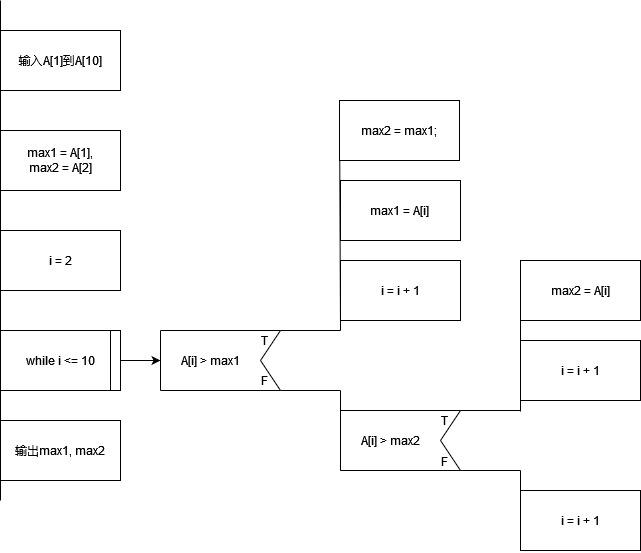 输入A[1]到A[10]
max1 = A[1],
max2 = A[2]
i = 2
while i <= 10
输出max1, max2
A[i] > max1
T
F
max2 = max1;
max1 = A[i]
i = i + 1
A[i] > max2
T
F
max2 = A[i]
i = i + 1
i = i + 1